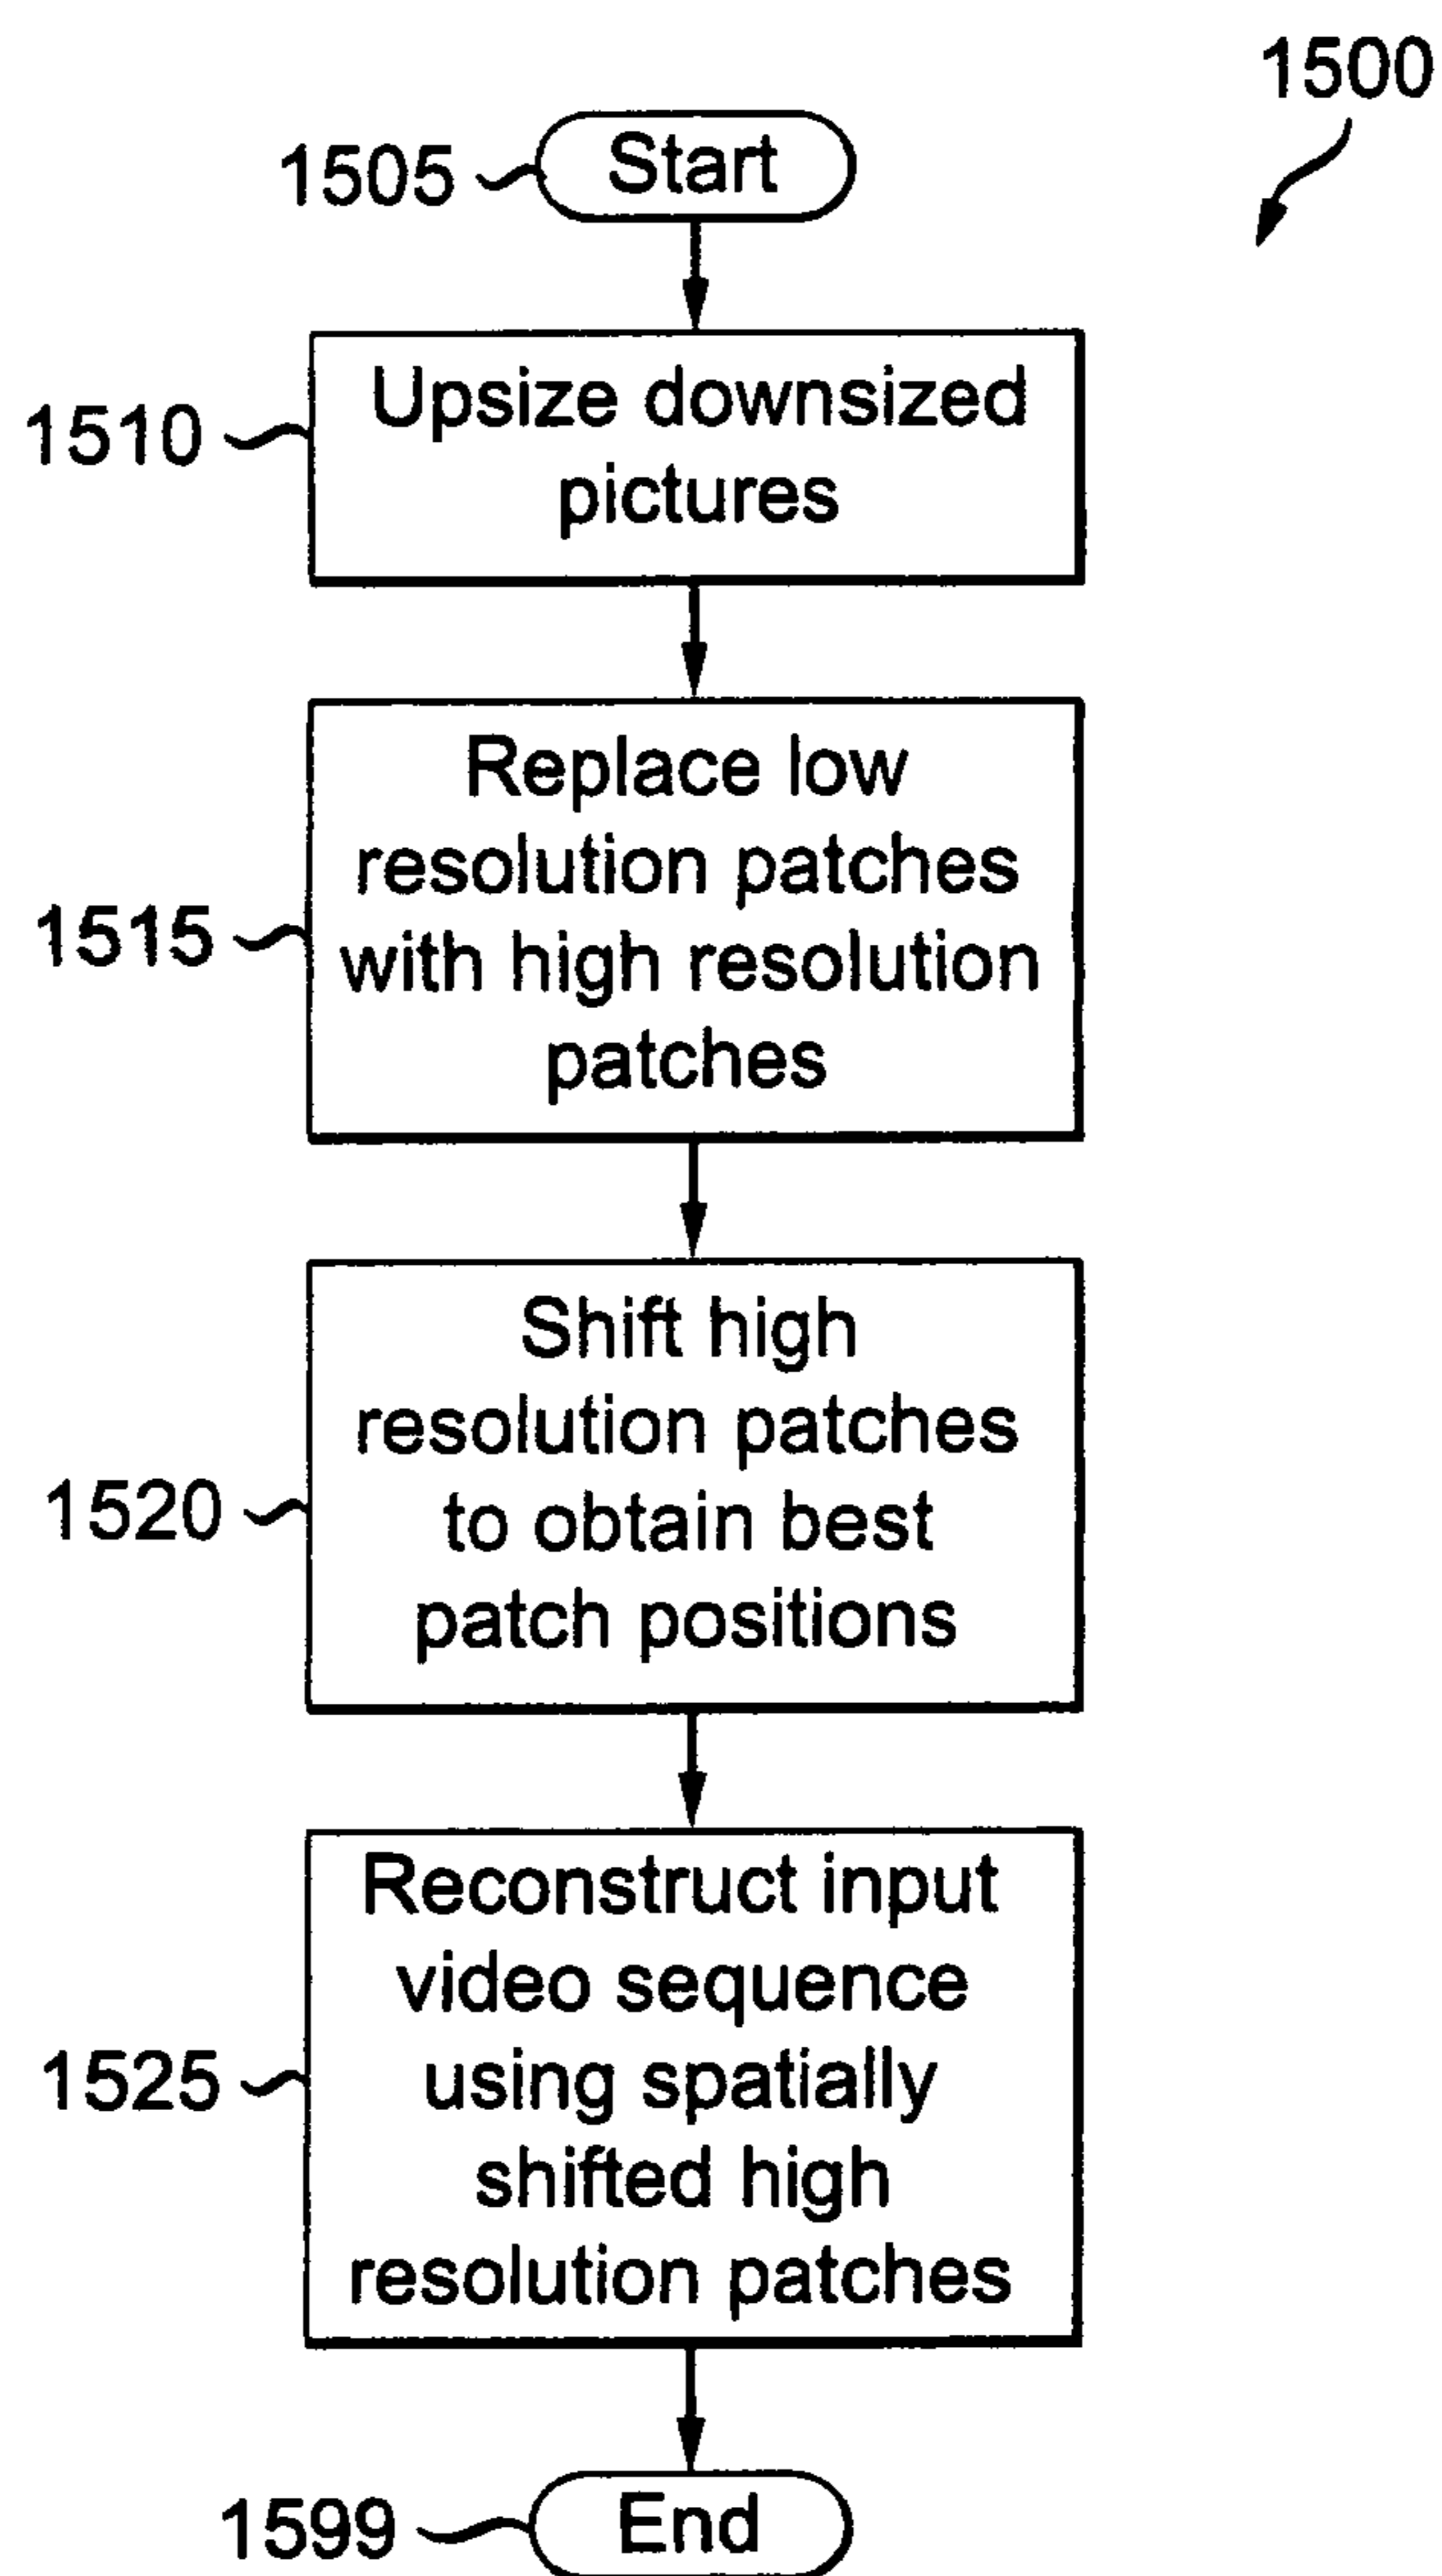 1500
1505
Start
1510
Upsize downsized
pictures
1515
Replace low
resolution patches
with high resolution
patches
1520
Shift high
resolution patches
to obtain best
patch positions
1525
Reconstruct input
video sequence
using spatially
shifted high
resolution patches
1599
End